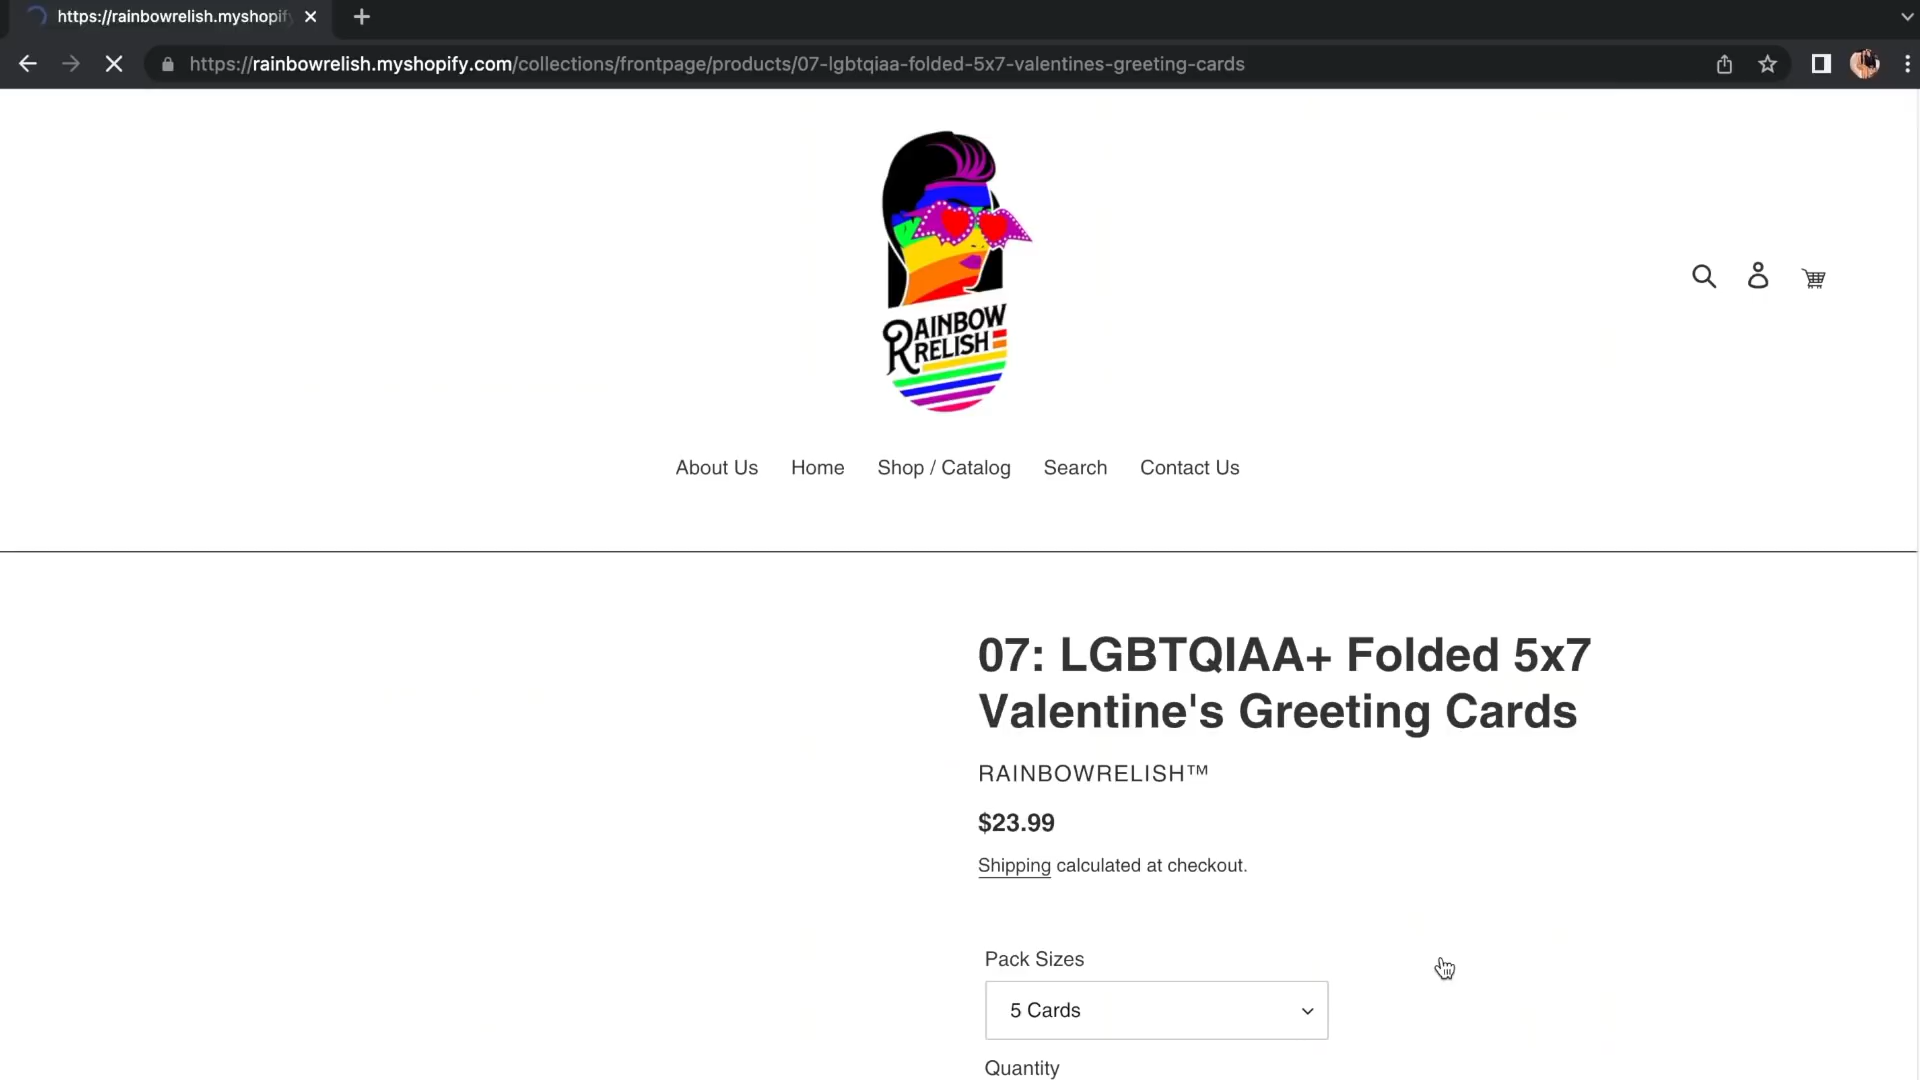 https://rainbowrelish.myshopify
https://rainbowrelish.myshopify.com/collections/frontpage/products/07-lgbtqiaa-folded-5x7-valentines-greeting-cards
RAINBOW
RELISH
About Us Home Shop / Catalog Search Contact Us
07: LGBTQIAA+ Folded 5x7
Valentine's Greeting Cards
RAINBOWRELISH™
$23.99
Shipping calculated at checkout.
Pack Sizes
5 Cards
Quantity